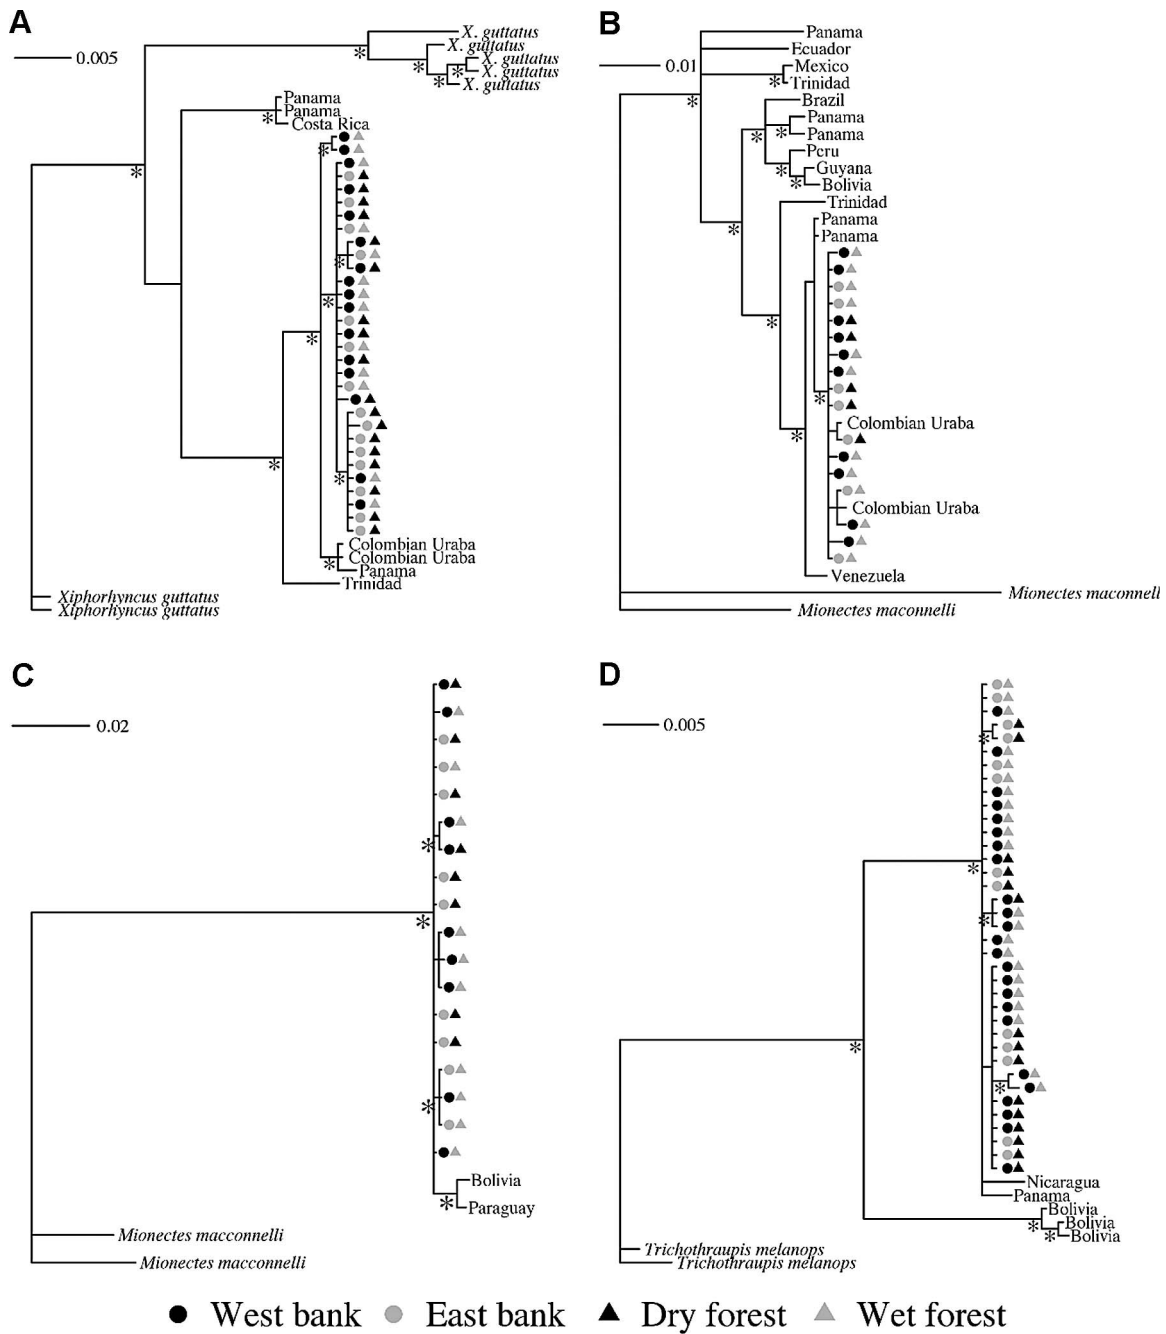 A
0.005
X. guttatus
X. guttatus
X. guttatus
X. guttatus
X. guttatus
Panama
Panama
Costa Rica
Colombian Uraba
Colombian Uraba
Panama
Trinidad
Xiphorhyncus guttatus
Xiphorhyncus guttatus
B
0.01
Panama
Ecuador
Mexico
Trinidad
Brazil
Panama
Panama
Peru
Guyana
Bolivia
Trinidad
Panama
Panama
Colombian Uraba
Colombian Uraba
Venezuela
Mionectes maconnell
Mionectes maconnelli
C
0.02
Bolivia
Paraguay
Mionectes macconnelli
Mionectes macconnelli
D
0.005
Nicaragua
Panama
Bolivia
Bolivia
Bolivia
Trichothraupis melanops
Trichothraupis melanops
West bank East bank Dry forest Wet forest